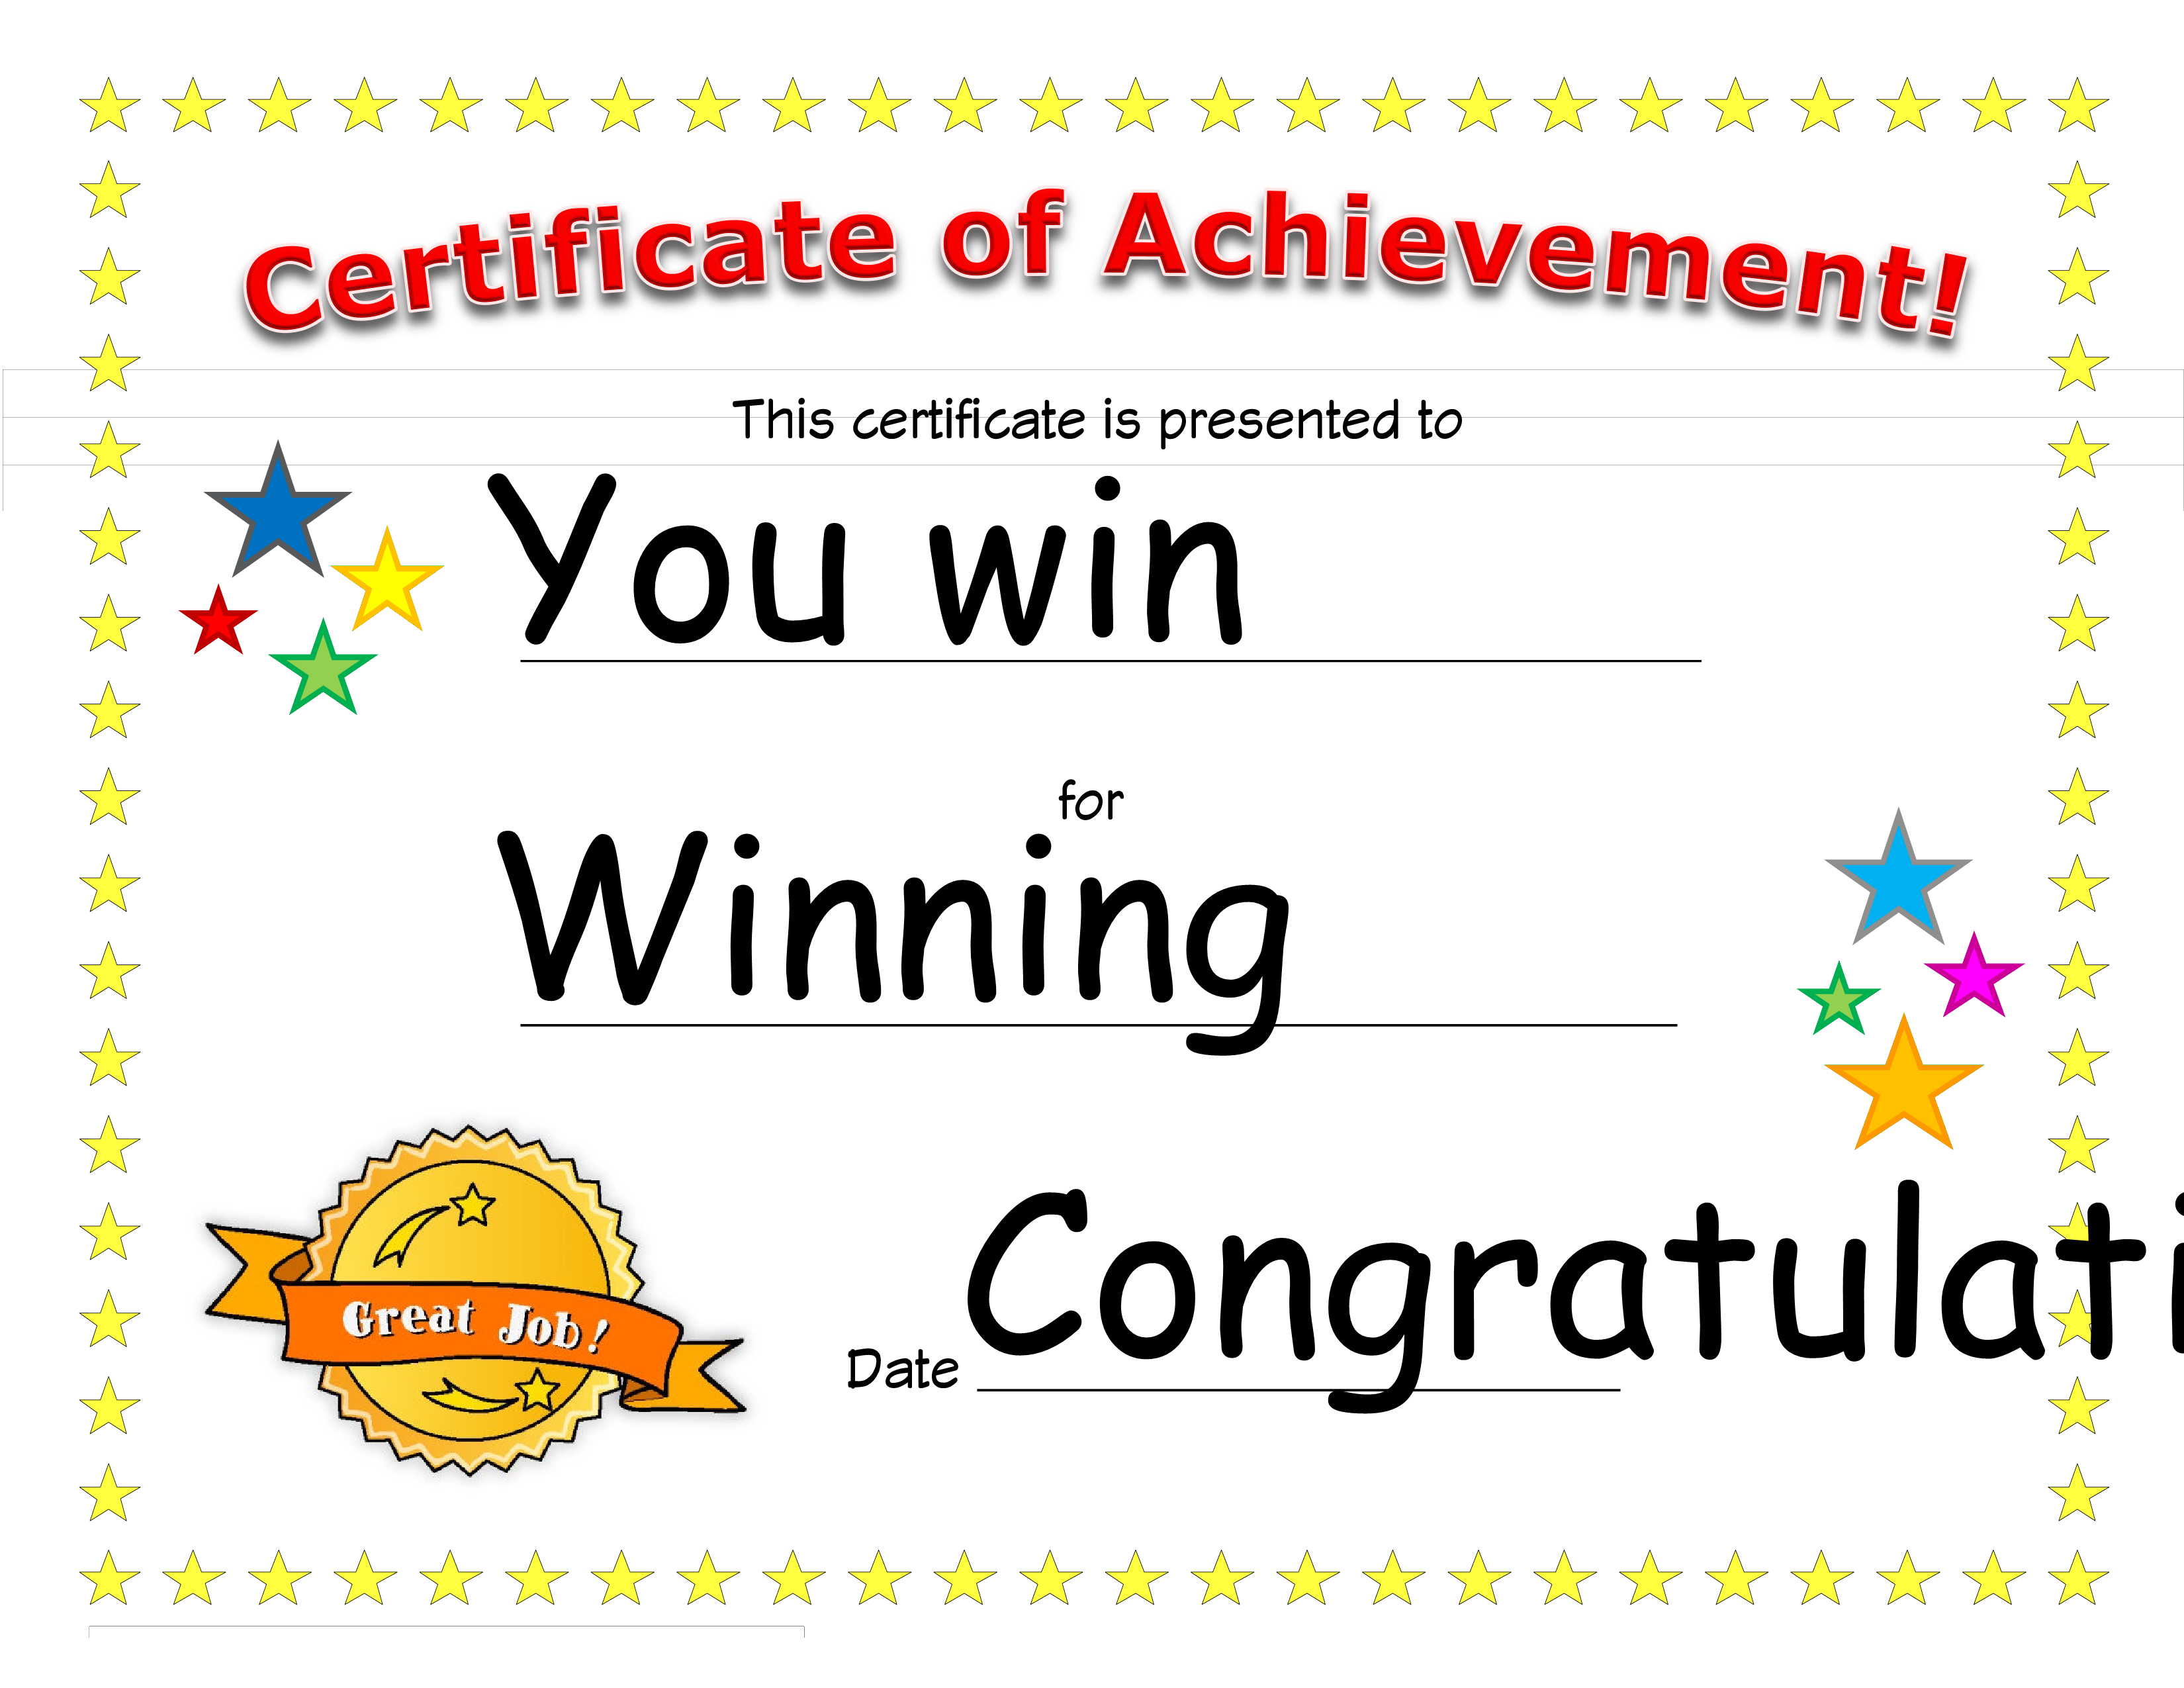 Certificate of Achievement!
This certificate is presented to
You win
for
Winning
Great Job!
Date Congratulati